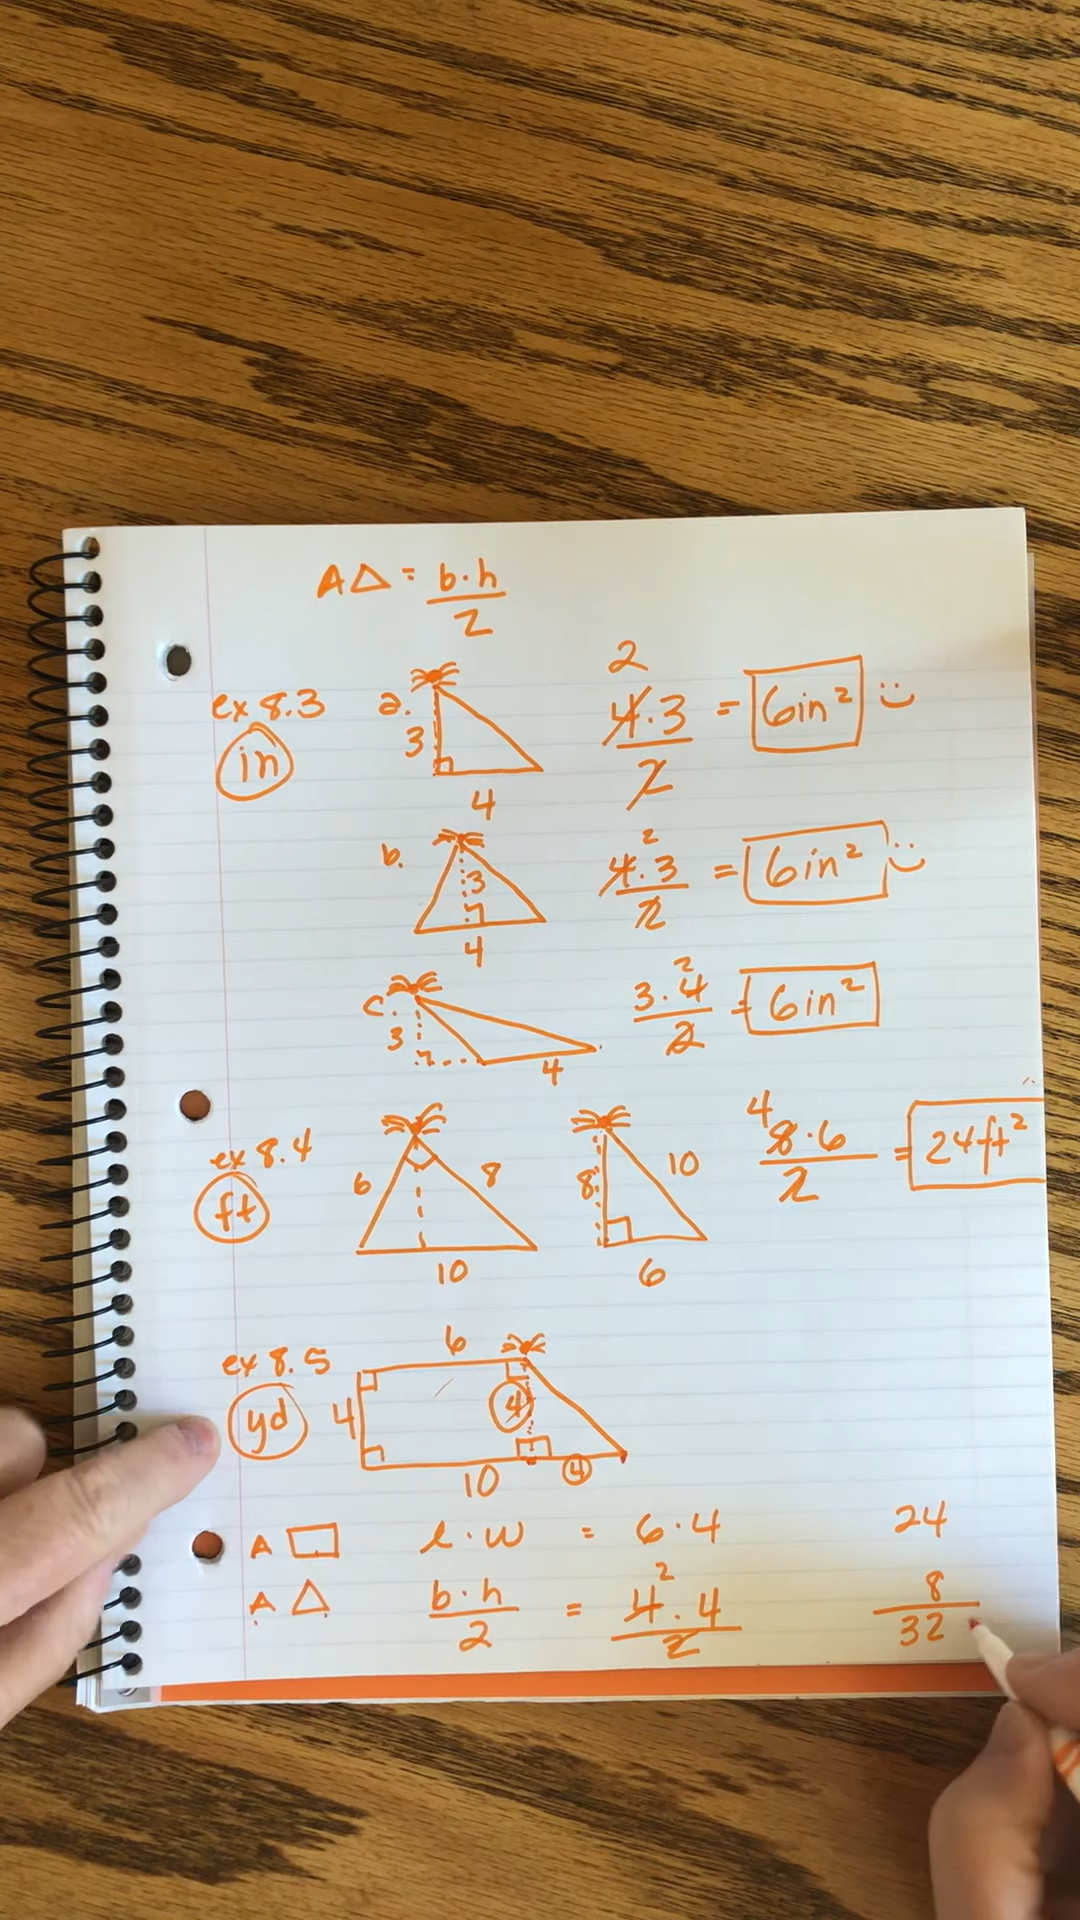 A△ = b·h
2
ex 8.3 a. 2
in 3 4·3 = 6in²
4 2
b. 2
3 4·3 = 6in²
4 2
c. 2
3 3·4 = 6in²
4 2
ex 8.4 4
ft 6 8 8 10 8·6 = 24ft²
10 6 2
ex 8.5 6
yd 4 4
10 4
A ▭ l·w = 6·4 24
A △ b·h = 4·4 8
2 2 2 32